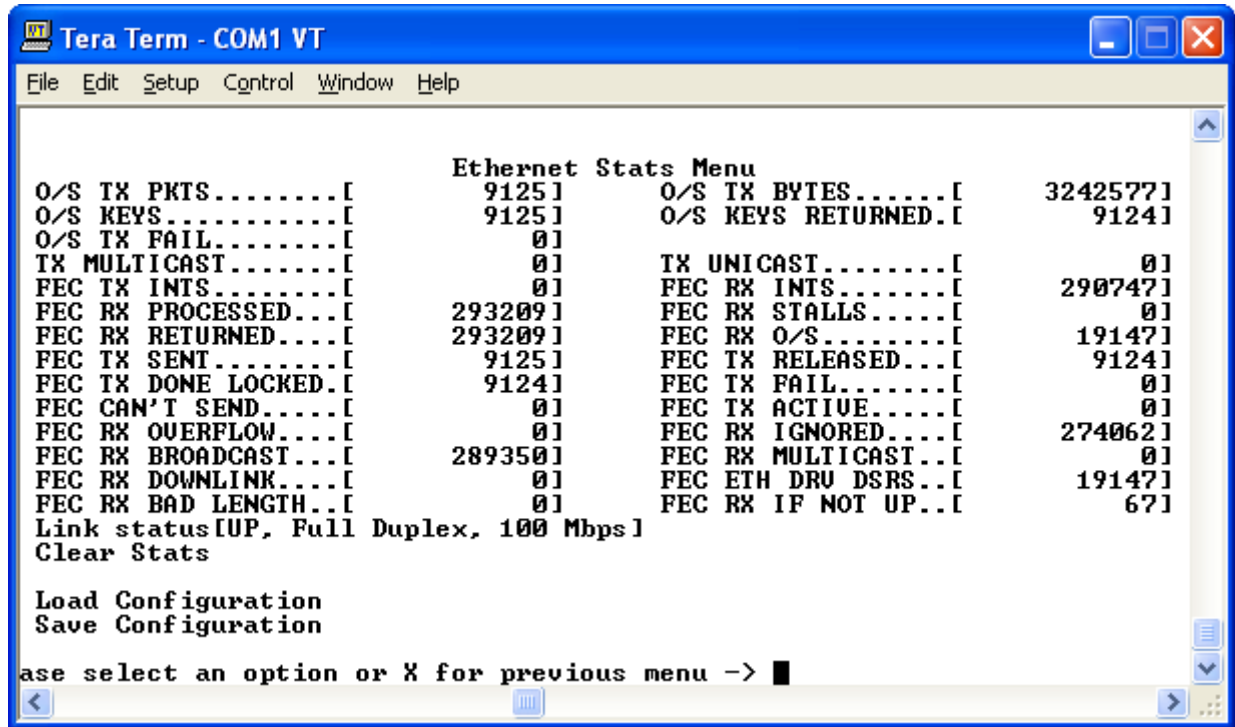 Tera Term - COM1 VT
File Edit Setup Control Window Help
Ethernet Stats Menu
O/S TX PKTS.........[ 9125] O/S TX BYTES......[ 3242577]
O/S KEYS............[ 9125] O/S KEYS RETURNED.[ 9124]
O/S TX FAIL.........[ 0]
TX MULTICAST.......[ 0] TX UNICAST........[ 0]
FEC TX INTS........[ 0] FEC RX INTS.......[ 290747]
FEC RX PROCESSED...[ 293209] FEC RX STALLS.....[ 0]
FEC RX RETURNED....[ 293209] FEC RX O/S........[ 19147]
FEC TX SENT........[ 9125] FEC TX RELEASED...[ 9124]
FEC TX DONE LOCKED.[ 9124] FEC TX FAIL.......[ 0]
FEC CAN'T SEND.....[ 0] FEC TX ACTIVE.....[ 0]
FEC RX OVERFLOW....[ 0] FEC RX IGNORED....[ 274062]
FEC RX BROADCAST...[ 289350] FEC RX MULTICAST..[ 0]
FEC RX DOWNLINK....[ 0] FEC ETH DRV DSRS..[ 19147]
FEC RX BAD LENGTH..[ 0] FEC RX IF NOT UP..[ 67]
Link status[UP, Full Duplex, 100 Mbps]
Clear Stats
Load Configuration
Save Configuration
ase select an option or X for previous menu ->